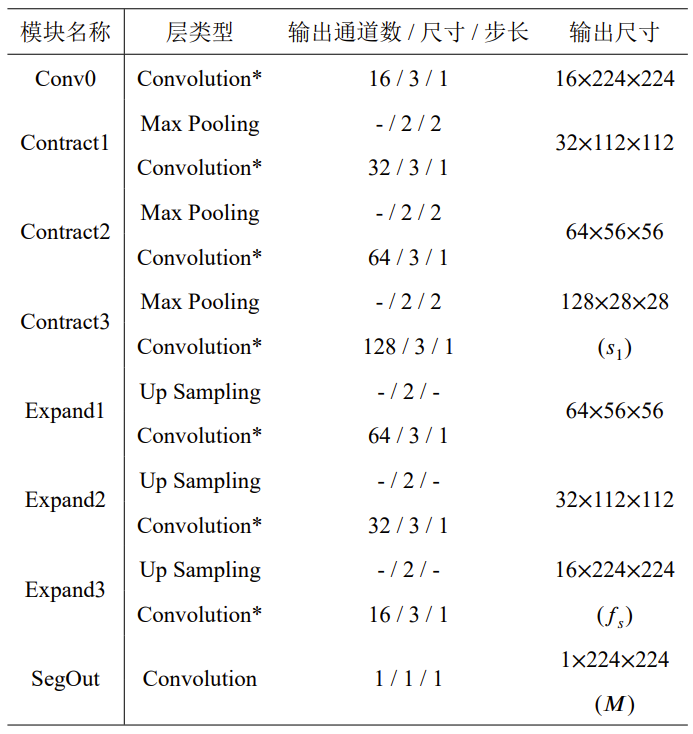 模块名称 层类型 输出通道数 / 尺寸 / 步长 输出尺寸
Conv0 Convolution* 16 / 3 / 1 16×224×224
Contract1 Max Pooling - / 2 / 2 32×112×112
Convolution* 32 / 3 / 1
Contract2 Max Pooling - / 2 / 2 64×56×56
Convolution* 64 / 3 / 1
Contract3 Max Pooling - / 2 / 2 128×28×28
Convolution* 128 / 3 / 1 (s₁)
Expand1 Up Sampling - / 2 / - 64×56×56
Convolution* 64 / 3 / 1
Expand2 Up Sampling - / 2 / - 32×112×112
Convolution* 32 / 3 / 1
Expand3 Up Sampling - / 2 / - 16×224×224
Convolution* 16 / 3 / 1 (fₛ)
SegOut Convolution 1 / 1 / 1 1×224×224
(M)